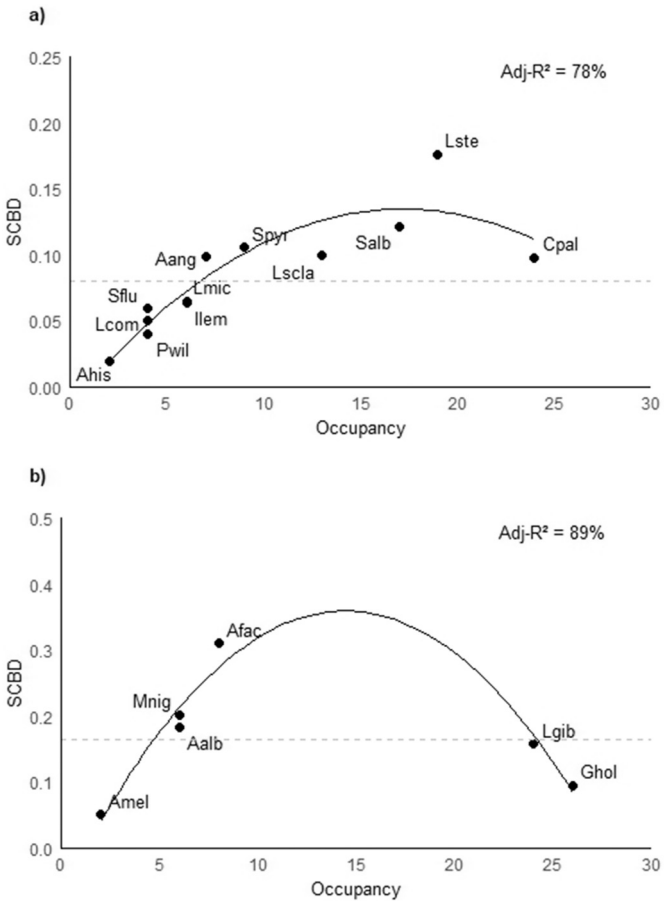 a)
0.25
Adj-R² = 78%
0.20
Lste
0.15
SCBD
Spyr
Salb
Cpal
0.10
Aang
Lscla
Lmic
Sflu
0.05
Lcom
Ilem
Pwil
Ahis
0.00
0 5 10 15 20 25 30
Occupancy
b)
0.5
Adj-R² = 89%
0.4
Afac
0.3
SCBD
Mnig
0.2
Aalb
Lgib
Ghol
0.1
Amel
0.0
0 5 10 15 20 25 30
Occupancy